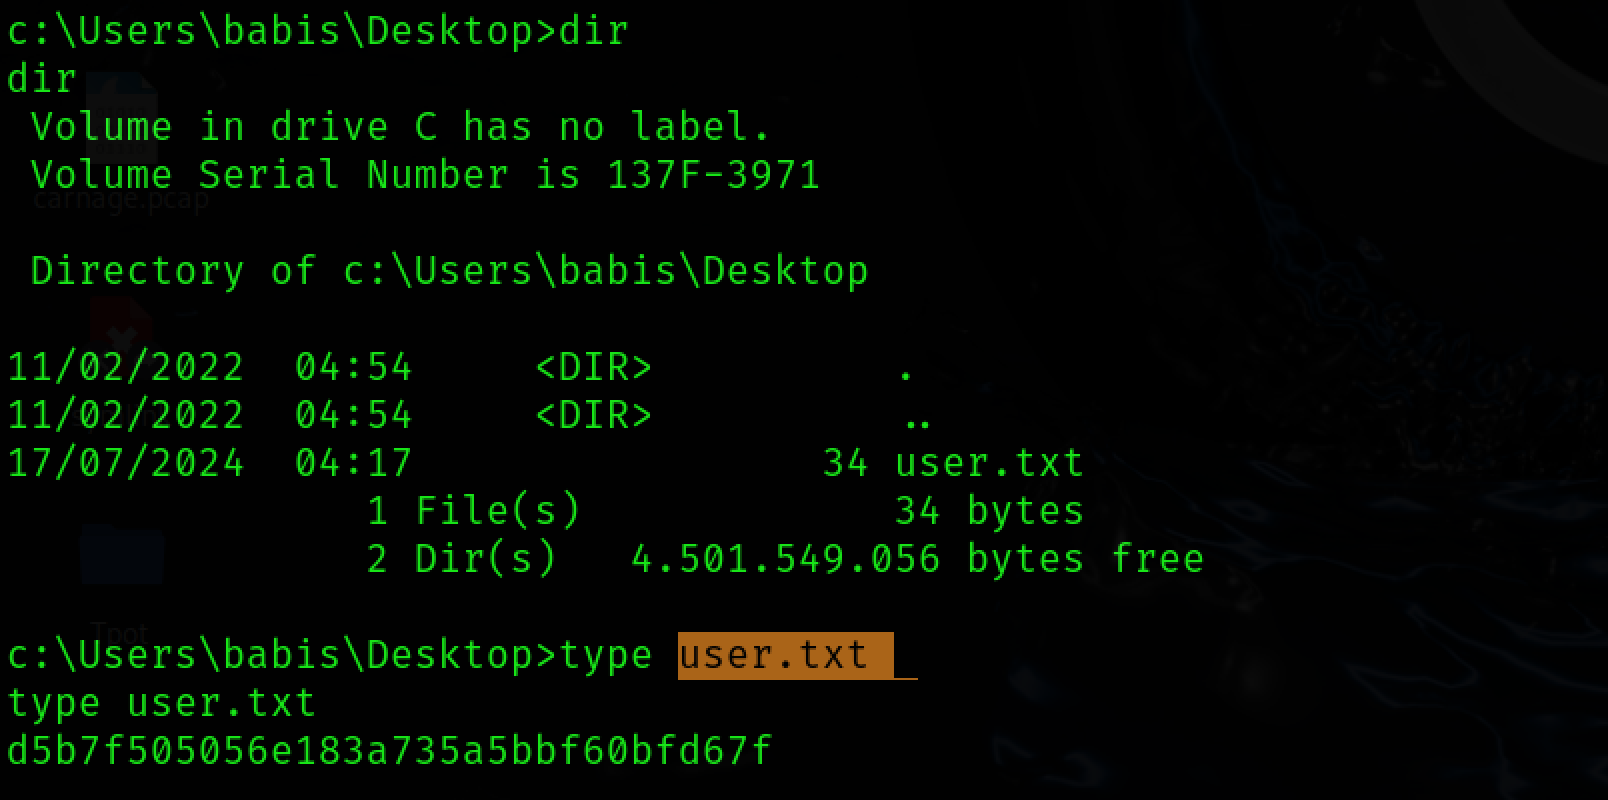 c:\Users\babis\Desktop>dir
dir
 Volume in drive C has no label.
 Volume Serial Number is 137F-3971
carnage.pcap
 Directory of c:\Users\babis\Desktop
11/02/2022  04:54    <DIR>          .
11/02/2022  04:54    <DIR>          ..
17/07/2024  04:17                34 user.txt
               1 File(s)             34 bytes
               2 Dir(s)   4.501.549.056 bytes free
Tpot
c:\Users\babis\Desktop>type user.txt
type user.txt
d5b7f505056e183a735a5bbf60bfd67f